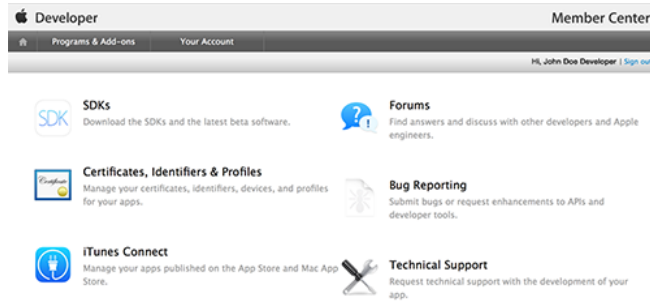 Developer
Member Center
Programs & Add-ons
Your Account
Hi, John Doe Developer | Sign out
SDK
SDKs
Download the SDKs and the latest beta software.
Forums
Find answers and discuss with other developers and Apple
engineers.
Certificate
Certificates, Identifiers & Profiles
Manage your certificates, identifiers, devices, and profiles
for your apps.
Bug Reporting
Submit bugs or request enhancements to APIs and
developer tools.
iTunes Connect
Manage your apps published on the App Store and Mac App
Store.
Technical Support
Request technical support with the development of your
app.